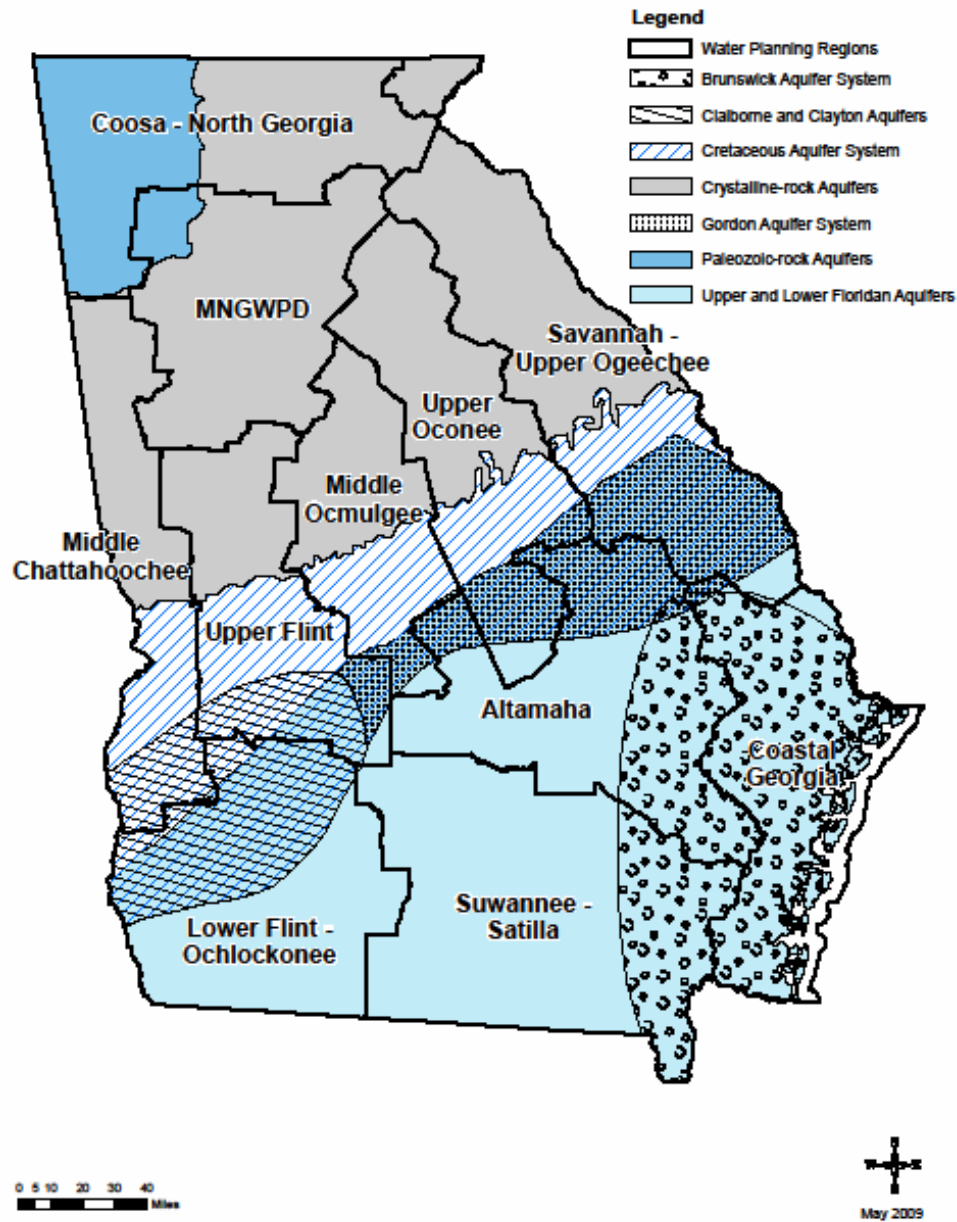 Legend
Water Planning Regions
Brunswick Aquifer System
Claiborne and Clayton Aquifers
Cretaceous Aquifer System
Crystalline-rock Aquifers
Gordon Aquifer System
Paleozoic-rock Aquifers
Upper and Lower Floridan Aquifers
Coosa - North Georgia
MNGWPD
Savannah -
Upper Ogeechee
Upper
Oconee
Middle
Ocmulgee
Middle
Chattahoochee
Upper Flint
Altamaha
Coastal
Georgia
Suwannee -
Satilla
Lower Flint -
Ochlockonee
0 5 10 20 30 40
Miles
N
W E
S
May 2009